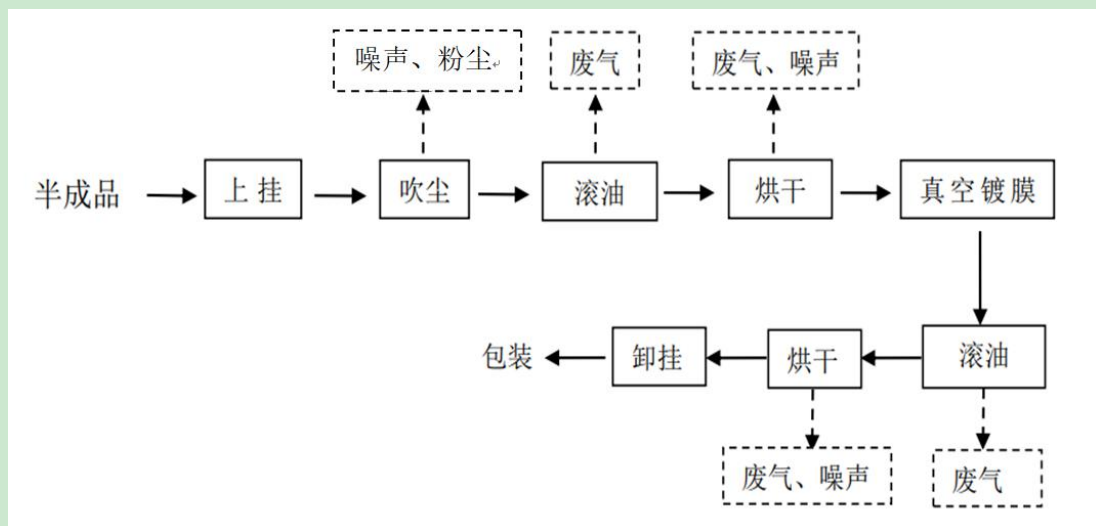 噪声、粉尘
废气
废气、噪声
半成品
上挂
吹尘
滚油
烘干
真空镀膜
包装
卸挂
烘干
滚油
废气、噪声
废气